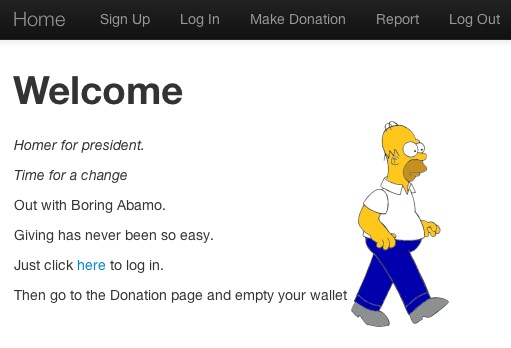 Home Sign Up Log In Make Donation Report Log Out
Welcome
Homer for president.
Time for a change
Out with Boring Abamo.
Giving has never been so easy.
Just click here to log in.
Then go to the Donation page and empty your wallet